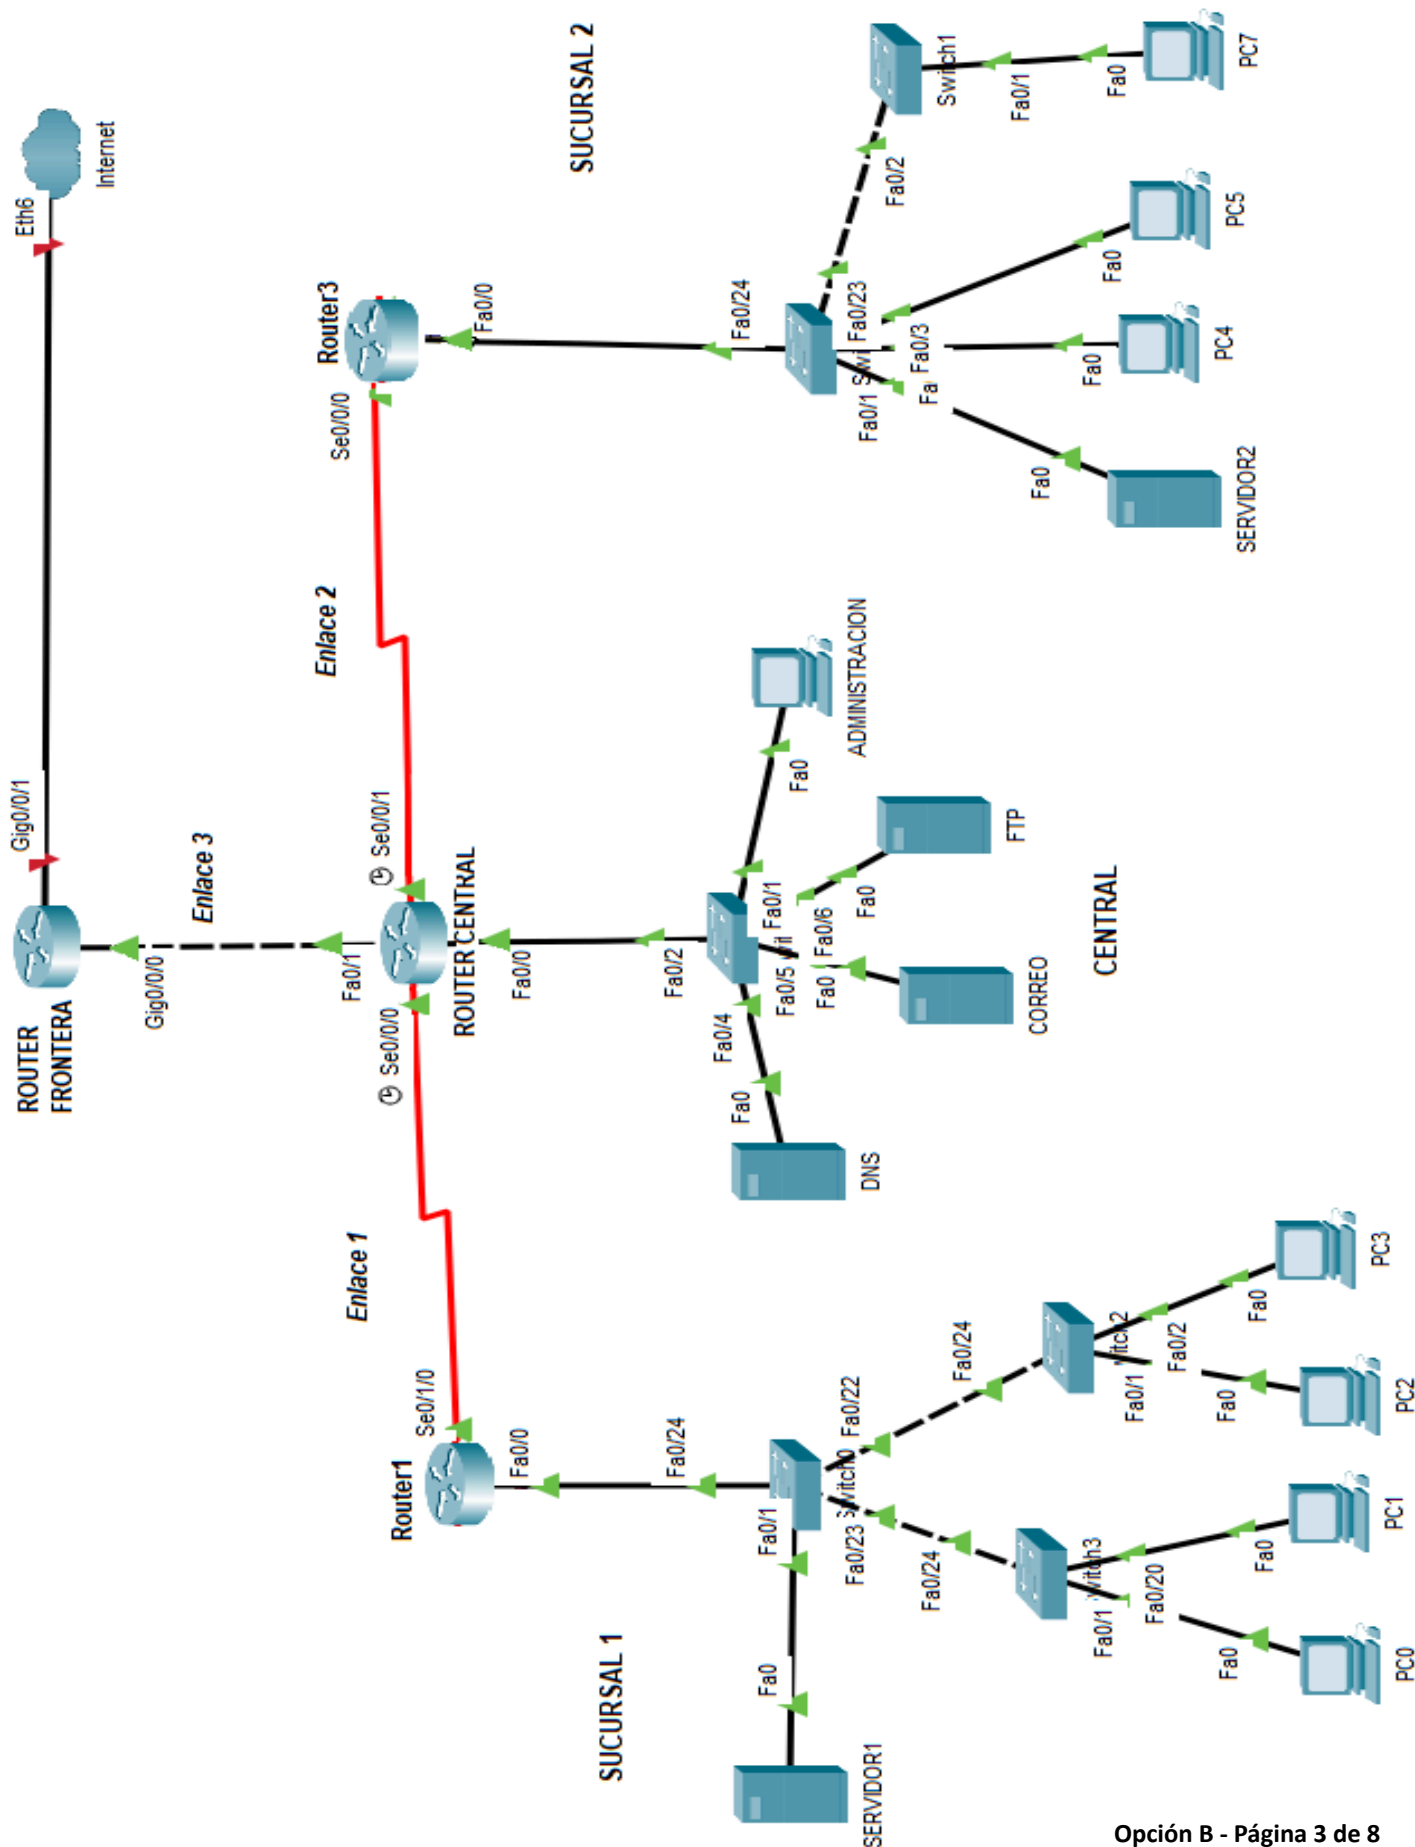 ROUTER
FRONTERA
Gig0/0/1
Eth6
Internet
Gig0/0/0
Enlace 3
Fa0/1
Se0/0/0
Se0/0/1
ROUTER CENTRAL
Fa0/0
Enlace 1
Enlace 2
Router1
Se0/1/0
Fa0/0
Router3
Se0/0/0
Fa0/0
SUCURSAL 1
Fa0/24
Fa0/1
Fa0
SERVIDOR1
Fa0/23
Fa0/22
Fa0/24
Fa0/24
Fa0/1
Fa0/20
Fa0
Fa0
PC0
PC1
Fa0/1
Fa0/2
Fa0
Fa0
PC2
PC3
CENTRAL
Fa0/2
Fa0/4
Fa0/5
Fa0/6
Fa0/1
Fa0
Fa0
Fa0
Fa0
DNS
CORREO
FTP
ADMINISTRACION
SUCURSAL 2
Fa0/24
Fa0/23
Fa0/1
Fa0/3
Fa0/2
Switch1
Fa0/1
Fa0
Fa0
Fa0
Fa0
SERVIDOR2
PC4
PC5
PC7
Opción B - Página 3 de 8